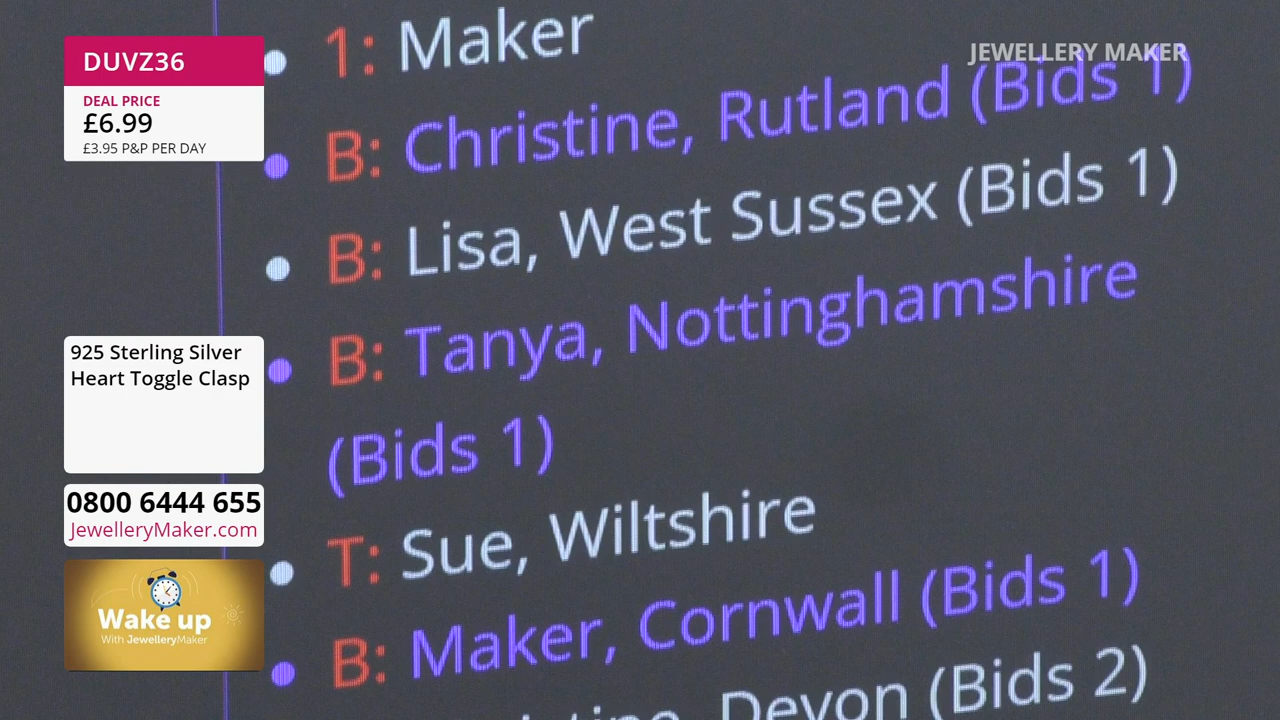 DUVZ36
DEAL PRICE
£6.99
£3.95 P&P PER DAY
925 Sterling Silver
Heart Toggle Clasp
0800 6444 655
JewelleryMaker.com
Wake up
With JewelleryMaker
JEWELLERY MAKER
1: Maker
B: Christine, Rutland (Bids 1)
B: Lisa, West Sussex (Bids 1)
B: Tanya, Nottinghamshire
(Bids 1)
T: Sue, Wiltshire
B: Maker, Cornwall (Bids 1)
Devon (Bids 2)